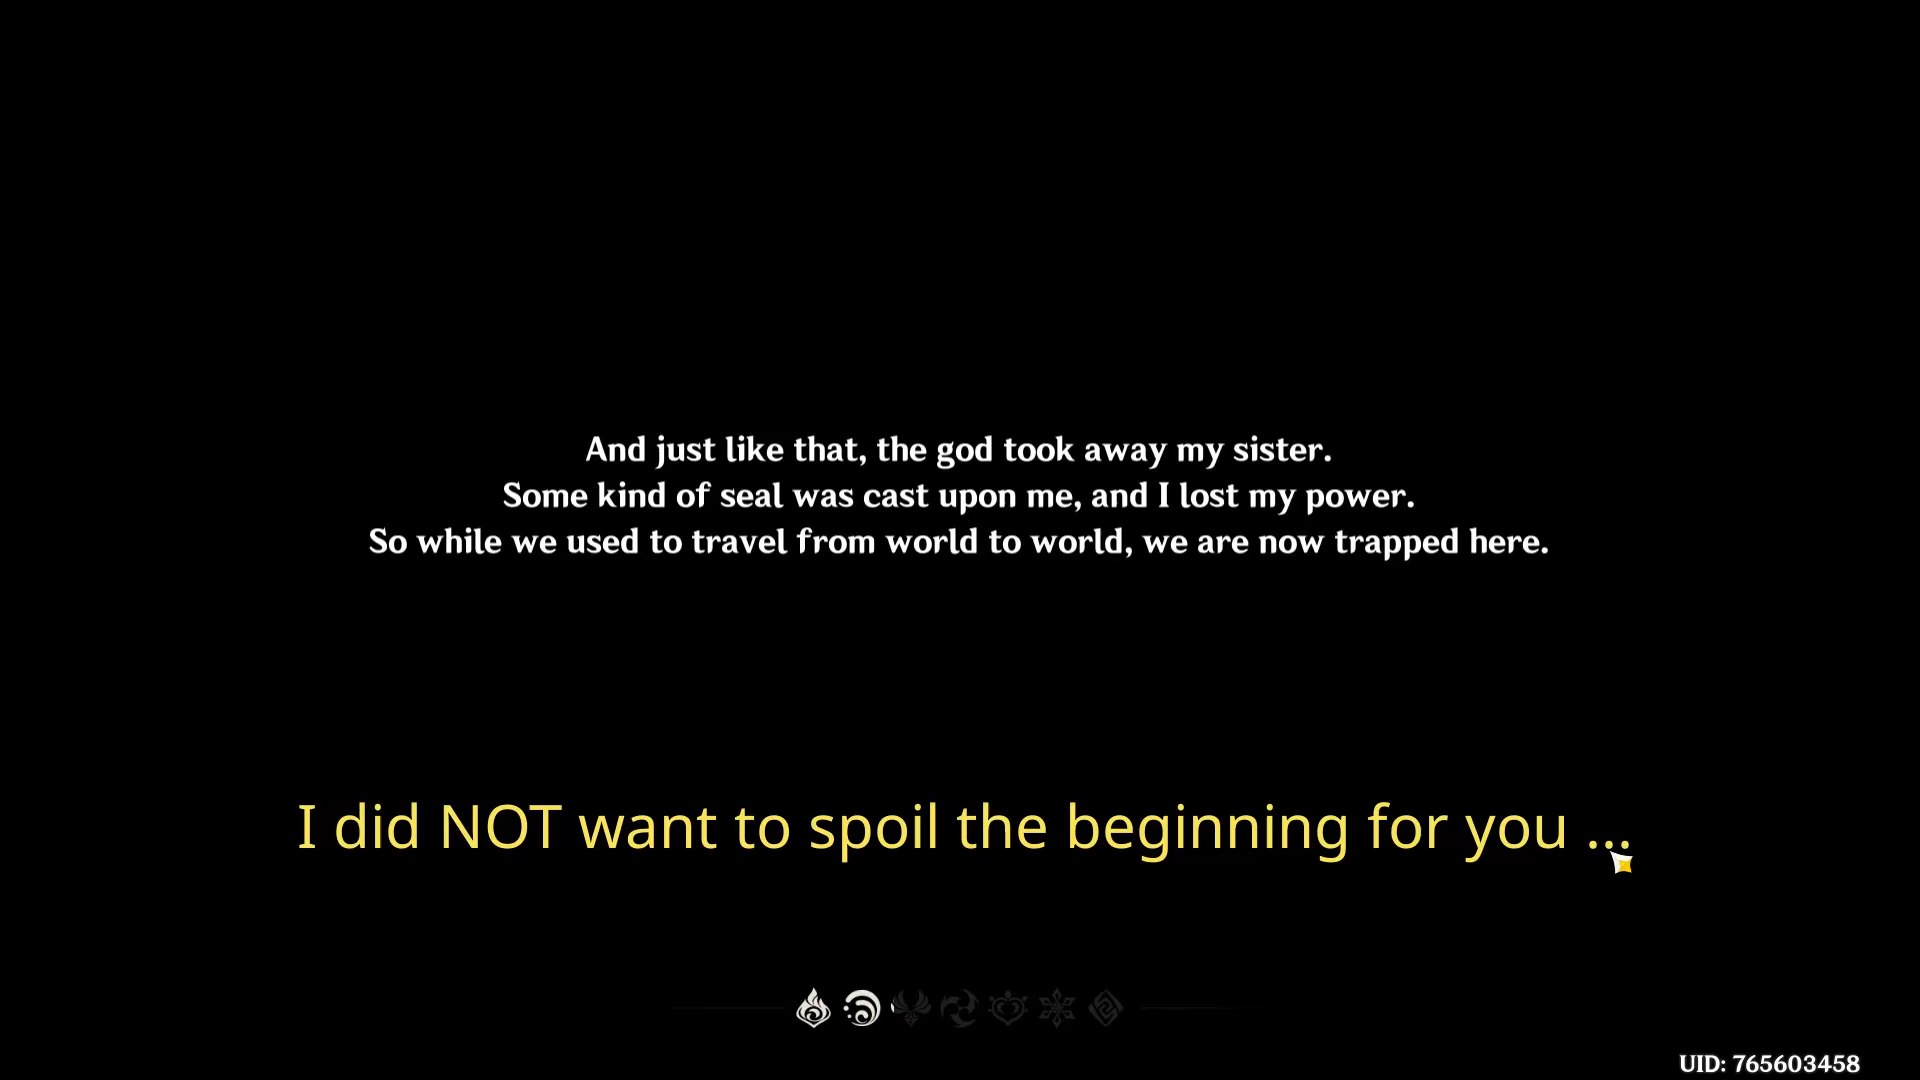 And just like that, the god took away my sister.
Some kind of seal was cast upon me, and I lost my power.
So while we used to travel from world to world, we are now trapped here.
I did NOT want to spoil the beginning for you ...
UID: 765603458